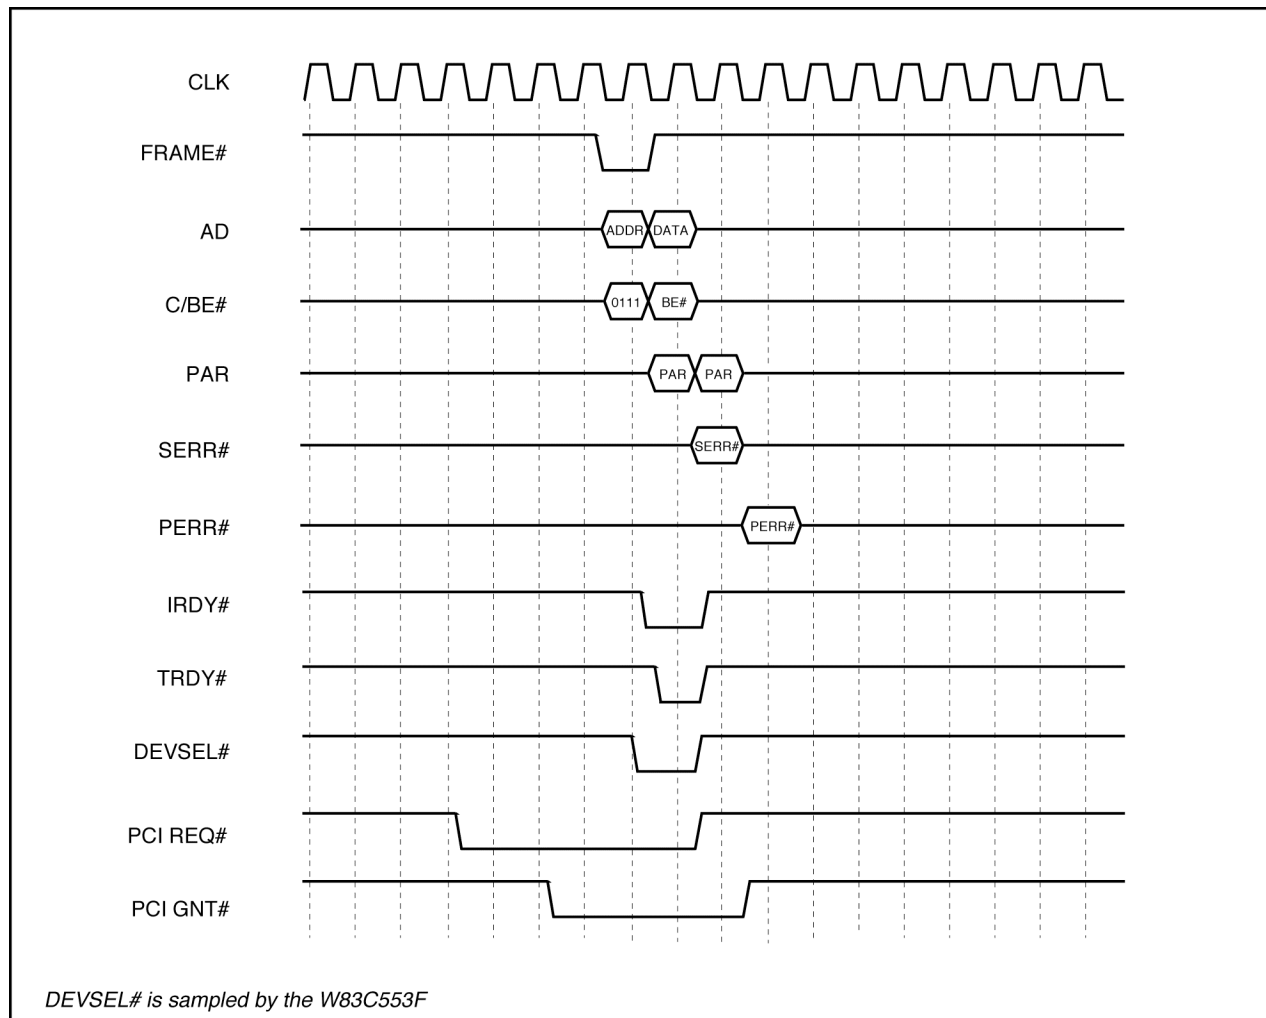 CLK
FRAME#
AD
ADDR DATA
C/BE#
0111 BE#
PAR
PAR PAR
SERR#
SERR#
PERR#
PERR#
IRDY#
TRDY#
DEVSEL#
PCI REQ#
PCI GNT#
DEVSEL# is sampled by the W83C553F